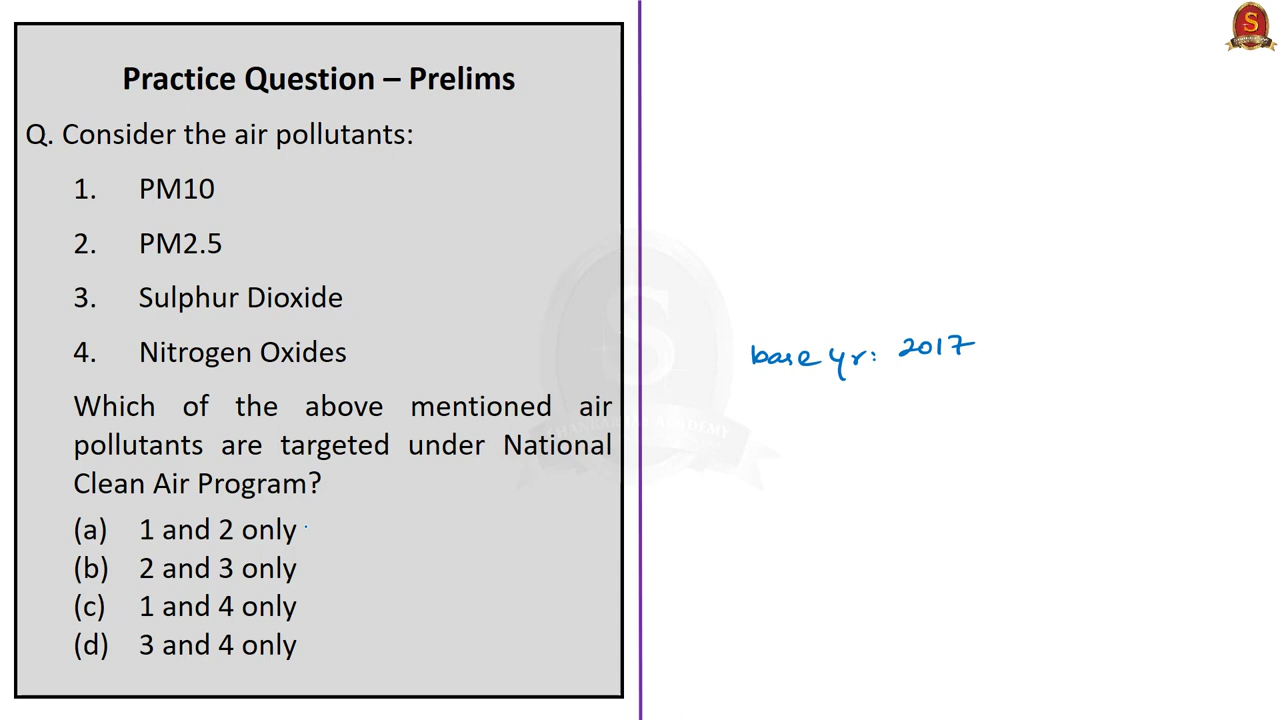 Practice Question – Prelims
Q. Consider the air pollutants:
1. PM10
2. PM2.5
3. Sulphur Dioxide
4. Nitrogen Oxides
Which of the above mentioned air
pollutants are targeted under National
Clean Air Program?
(a) 1 and 2 only
(b) 2 and 3 only
(c) 1 and 4 only
(d) 3 and 4 only
S
base yr: 2017